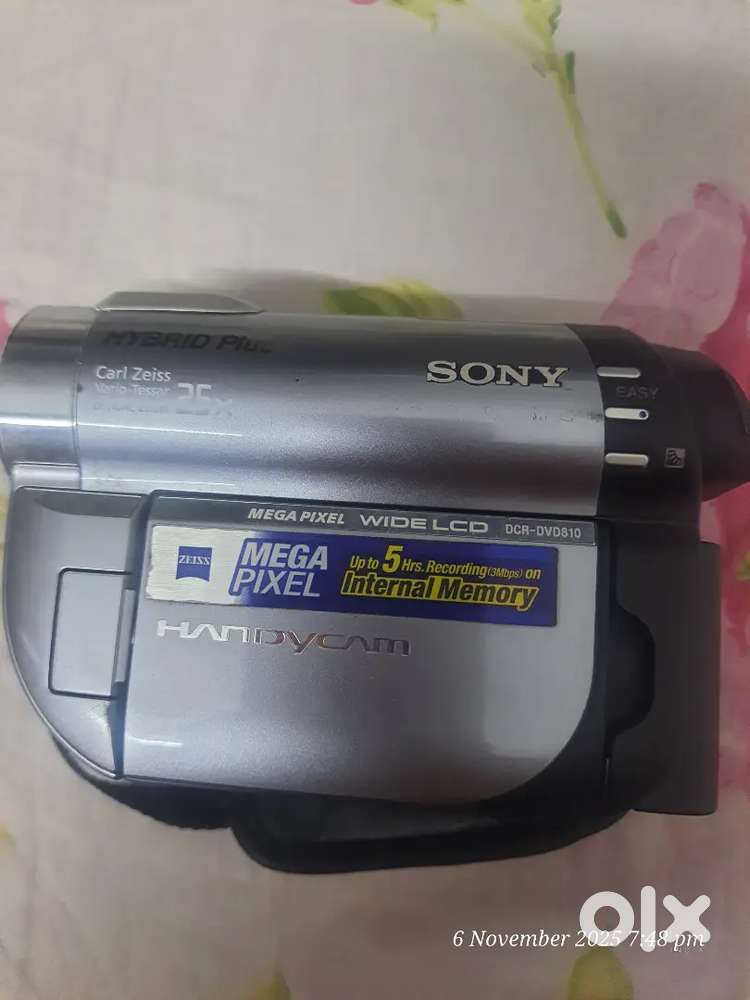 HYBRID Plus
Carl Zeiss
Vario-Tessar
25x
SONY
EASY
MEGA PIXEL WIDE LCD DCR-DVD810
ZEISS
MEGA PIXEL
Up to 5 Hrs. Recording(3Mbps) on
Internal Memory
HANDYCAM
olx
6 November 2025 7:48 pm